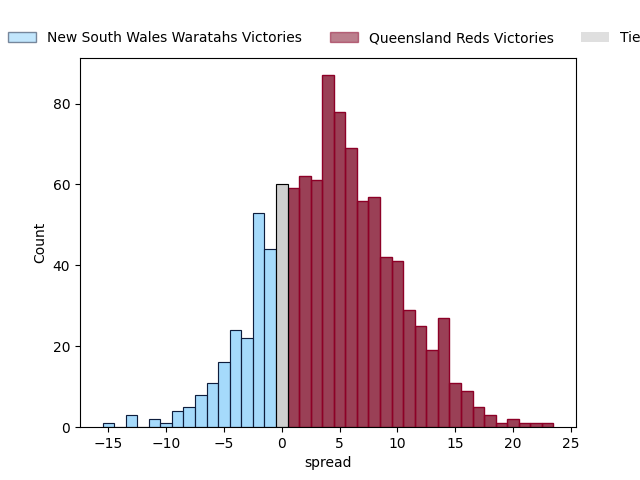 New South Wales Waratahs Victories Queensland Reds Victories Tie
80
60
40
20
0
Count
−15 −10 −5 0 5 10 15 20 25
spread